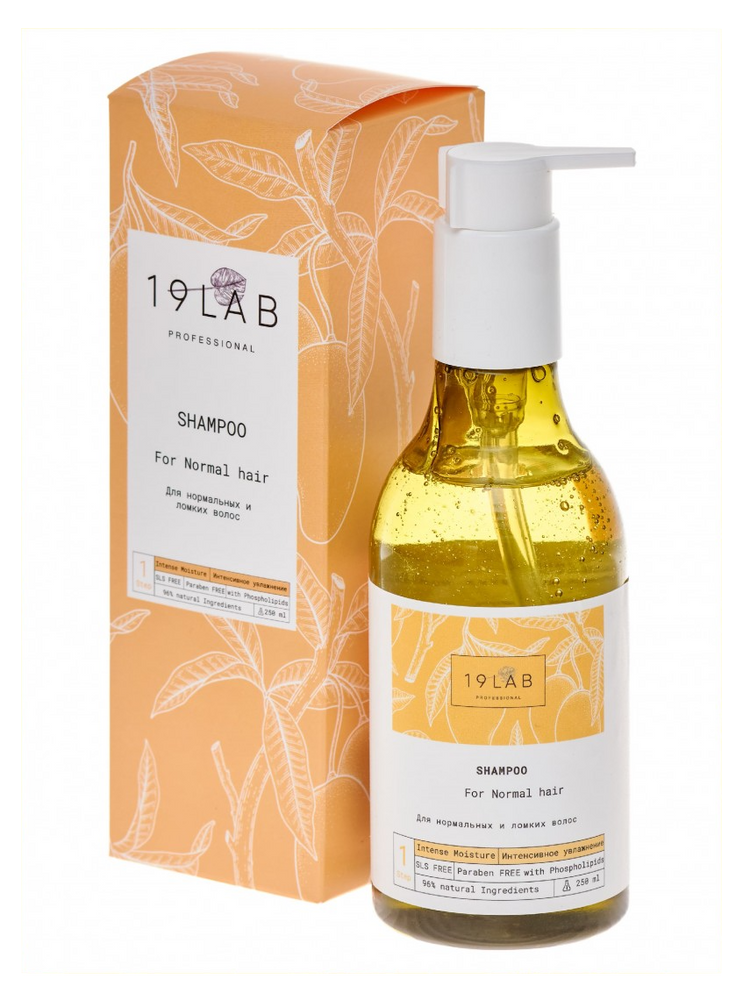 19LAB
PROFESSIONAL
SHAMPOO
For Normal hair
Для нормальных и
ломких волос
1
Step
Intense Moisture Интенсивное увлажнение
SLS FREE Paraben FREE with Phospholipids
96% natural Ingredients 250 ml
19LAB
PROFESSIONAL
SHAMPOO
For Normal hair
Для нормальных и ломких волос
1
Step
Intense Moisture Интенсивное увлажнение
SLS FREE Paraben FREE with Phospholipids
96% natural Ingredients 250 ml